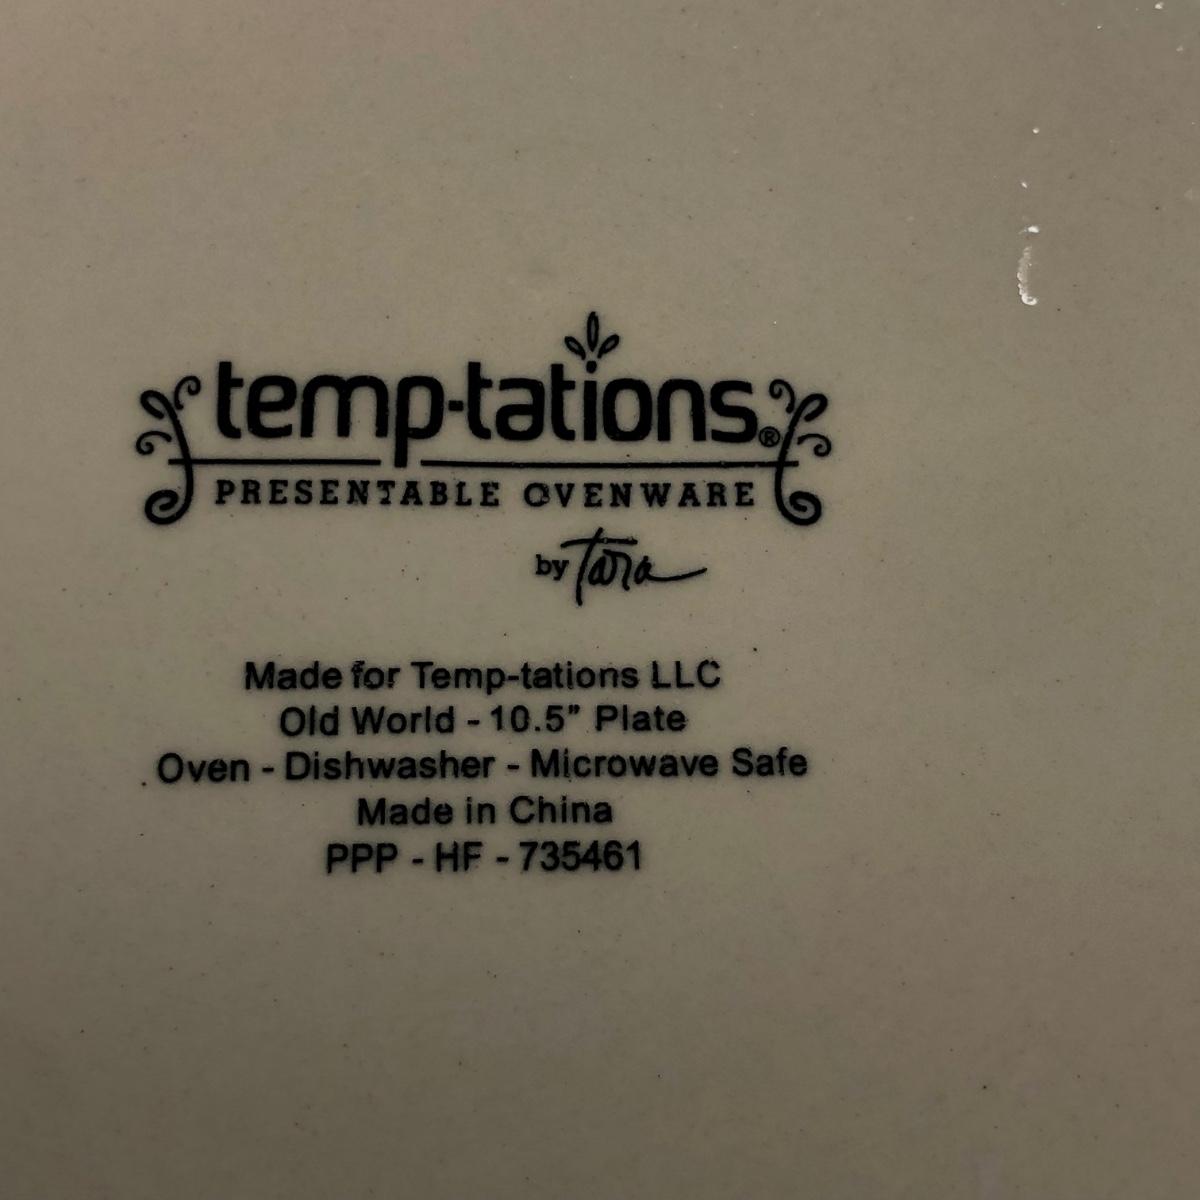 temp-tations®
PRESENTABLE OVENWARE
by Tara
Made for Temp-tations LLC
Old World - 10.5” Plate
Oven - Dishwasher - Microwave Safe
Made in China
PPP - HF - 735461